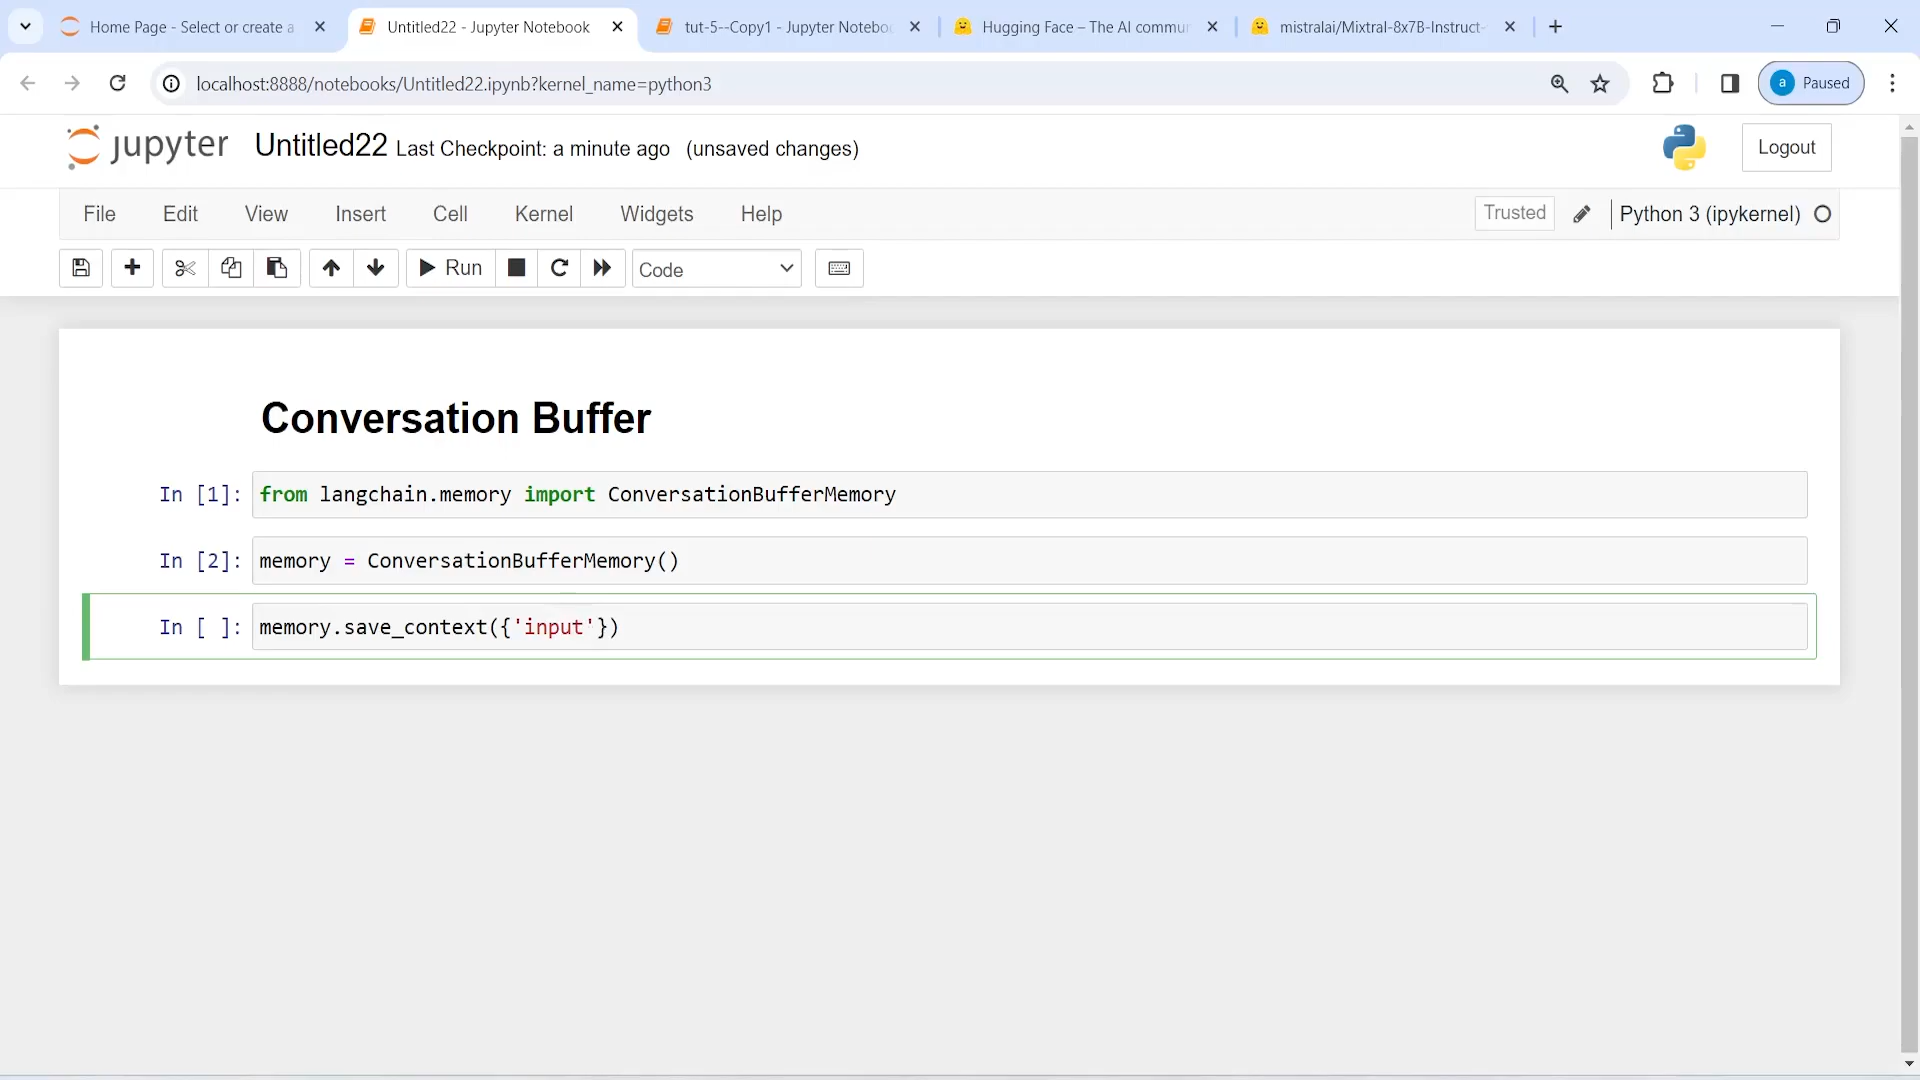 Home Page - Select or create a
Untitled22 - Jupyter Notebook
tut-5--Copy1 - Jupyter Noteboo
Hugging Face – The AI commun
mistralai/Mixtral-8x7B-Instruct-
localhost:8888/notebooks/Untitled22.ipynb?kernel_name=python3
a
Paused
jupyter
Untitled22
Last Checkpoint: a minute ago (unsaved changes)
Logout
File
Edit
View
Insert
Cell
Kernel
Widgets
Help
Trusted
Python 3 (ipykernel)
Run
Code
Conversation Buffer
In [1]: from langchain.memory import ConversationBufferMemory
In [2]: memory = ConversationBufferMemory()
In [ ]: memory.save_context({'input'})